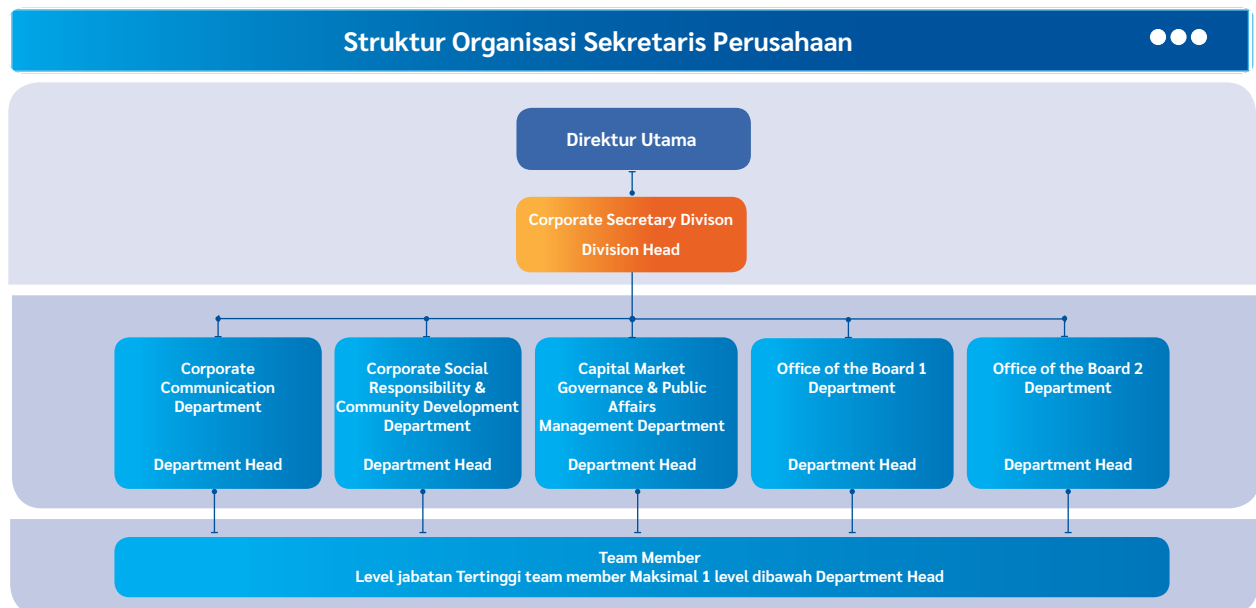 Struktur Organisasi Sekretaris Perusahaan
Direktur Utama
Corporate Secretary Divison
Division Head
Corporate
Communication
Department
Department Head
Corporate Social
Responsibility &
Community Development
Department
Department Head
Capital Market
Governance & Public
Affairs
Management Department
Department Head
Office of the Board 1
Department
Department Head
Office of the Board 2
Department
Department Head
Team Member
Level jabatan Tertinggi team member Maksimal 1 level dibawah Department Head